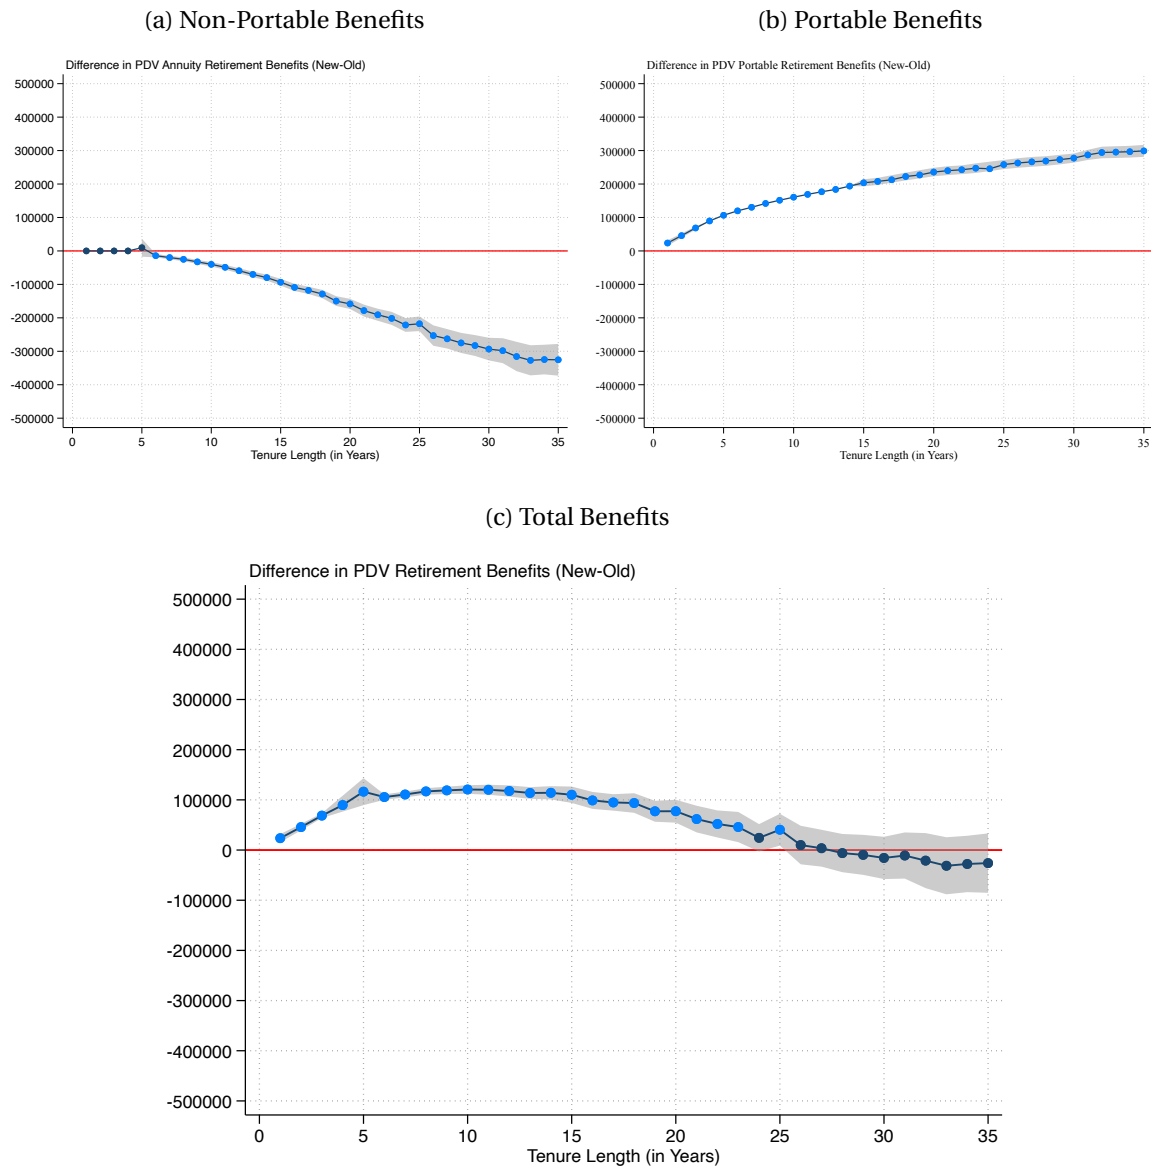 (a) Non-Portable Benefits
Difference in PDV Annuity Retirement Benefits (New-Old)
500000
400000
300000
200000
100000
0
-100000
-200000
-300000
-400000
-500000
0 5 10 15 20 25 30 35
Tenure Length (in Years)
(b) Portable Benefits
Difference in PDV Portable Retirement Benefits (New-Old)
500000
400000
300000
200000
100000
0
-100000
-200000
-300000
-400000
-500000
0 5 10 15 20 25 30 35
Tenure Length (in Years)
(c) Total Benefits
Difference in PDV Retirement Benefits (New-Old)
500000
400000
300000
200000
100000
0
-100000
-200000
-300000
-400000
-500000
0 5 10 15 20 25 30 35
Tenure Length (in Years)